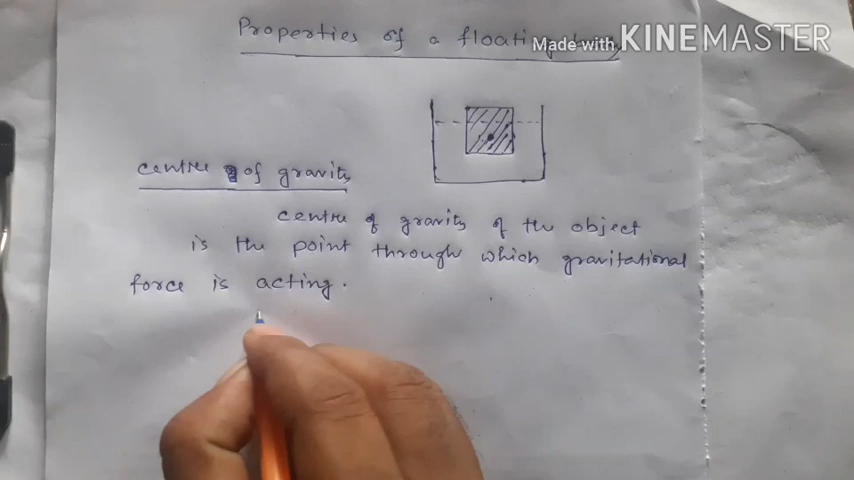 Properties of a floating
Made with KINEMASTER
centre of gravity
centre of gravity of the object
is the point through which gravitational
force is acting.